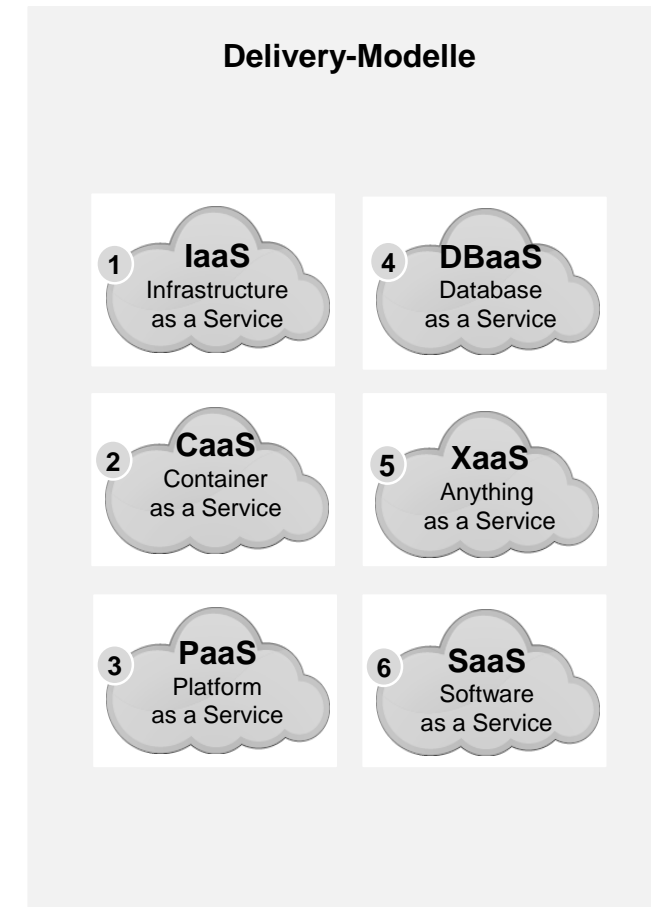 Delivery-Modelle
1
IaaS
Infrastructure
as a Service
2
CaaS
Container
as a Service
3
PaaS
Platform
as a Service
4
DBaaS
Database
as a Service
5
XaaS
Anything
as a Service
6
SaaS
Software
as a Service